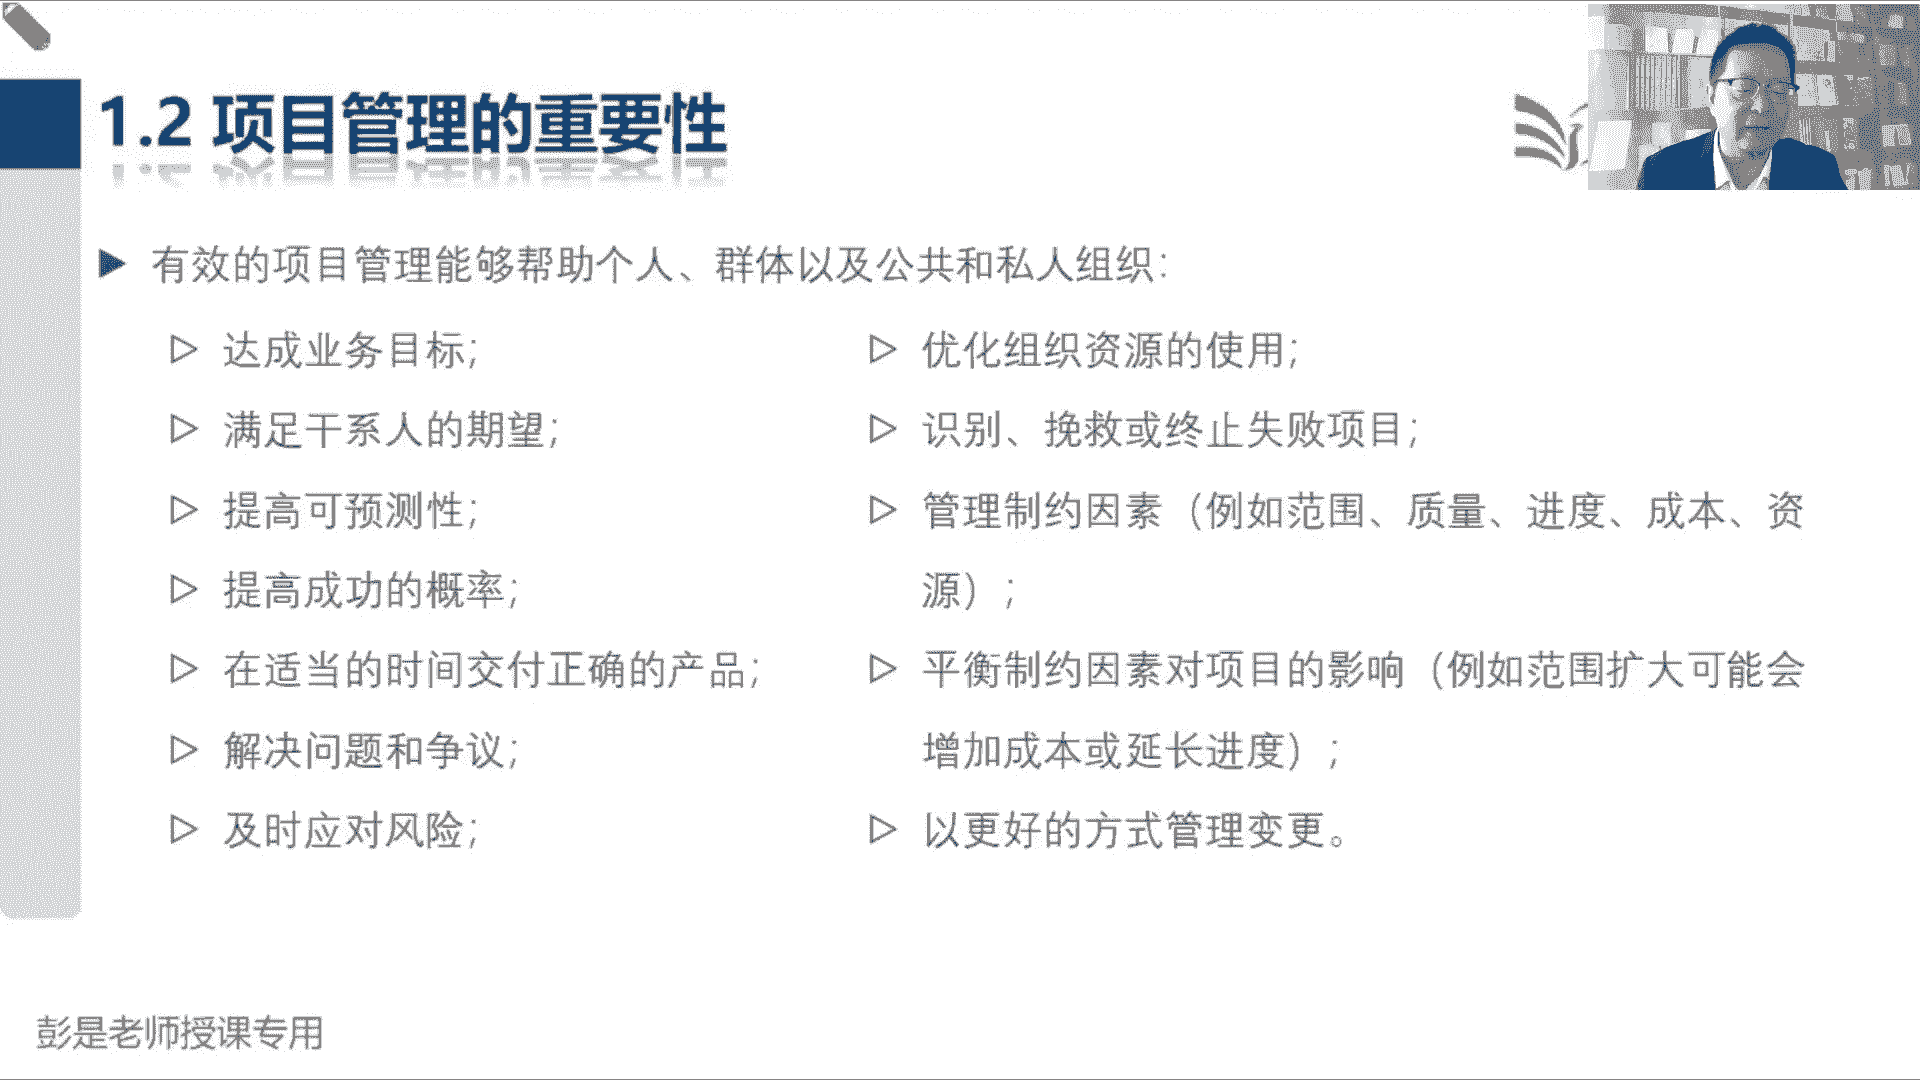 1.2 项目管理的重要性
有效的项目管理能够帮助个人、群体以及公共和私人组织：
达成业务目标；
满足干系人的期望；
提高可预测性；
提高成功的概率；
在适当的时间交付正确的产品；
解决问题和争议；
及时应对风险；
优化组织资源的使用；
识别、挽救或终止失败项目；
管理制约因素（例如范围、质量、进度、成本、资
源）；
平衡制约因素对项目的影响（例如范围扩大可能会
增加成本或延长进度）；
以更好的方式管理变更。
彭是老师授课专用